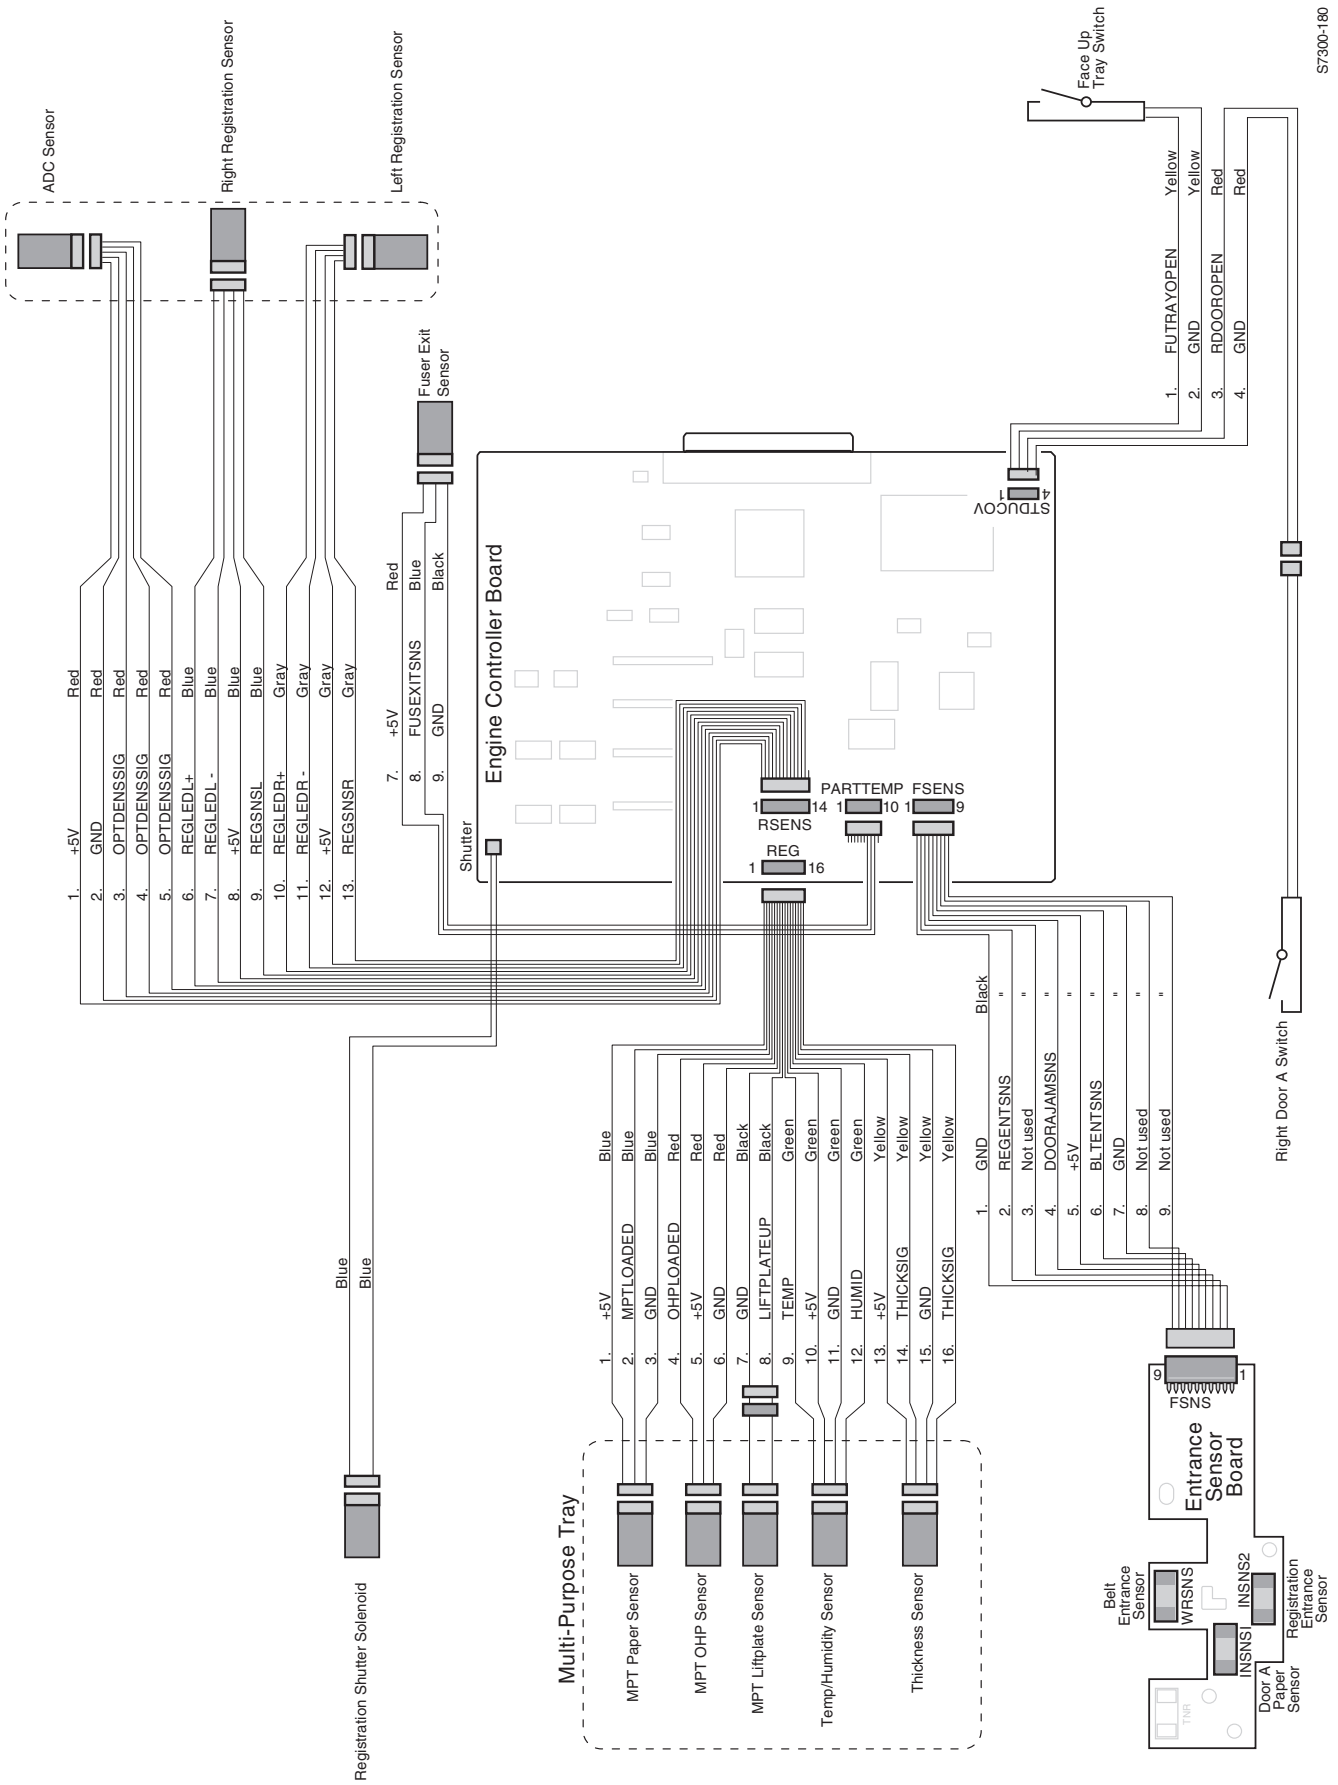 ADC Sensor
Right Registration Sensor
Left Registration Sensor
1. +5V Red
2. GND Red
3. OPTDENSSIG Red
4. OPTDENSSIG Red
5. OPTDENSSIG Red
6. REGLEDL+ Blue
7. REGLEDL - Blue
8. +5V Blue
9. REGSNSL Blue
10. REGLEDR+ Gray
11. REGLEDR - Gray
12. +5V Gray
13. REGSNSR Gray
Fuser Exit
Sensor
7. +5V Red
8. FUSEXITSNS Blue
9. GND Black
Face Up
Tray Switch
1. FUTRAYOPEN Yellow
2. GND Yellow
3. RDOOROPEN Red
4. GND Red
Engine Controller Board
Shutter
1 RSENS 14
PARTTEMP
1 10
FSENS
1 9
REG
1 16
STDUCOV
1 4
Registration Shutter Solenoid
Blue
Blue
Multi-Purpose Tray
MPT Paper Sensor
MPT OHP Sensor
MPT Liftplate Sensor
Temp/Humidity Sensor
Thickness Sensor
1. +5V Blue
2. MPTLOADED Blue
3. GND Blue
4. OHPLOADED Red
5. +5V Red
6. GND Red
7. GND Black
8. LIFTPLATEUP Black
9. TEMP Green
10. +5V Green
11. GND Green
12. HUMID Green
13. +5V Yellow
14. THICKSIG Yellow
15. GND Yellow
16. THICKSIG Yellow
1. GND Black
2. REGENTSNS "
3. Not used "
4. DOORAJAMSNS "
5. +5V "
6. BLTENTSNS "
7. GND "
8. Not used "
9. Not used "
Right Door A Switch
9 1
FSNS
Entrance
Sensor
Board
Belt
Entrance
Sensor
WRSNS
INSNS2
Registration
Entrance
Sensor
INSNS1
Door A
Paper
Sensor
TNR
S7300-180